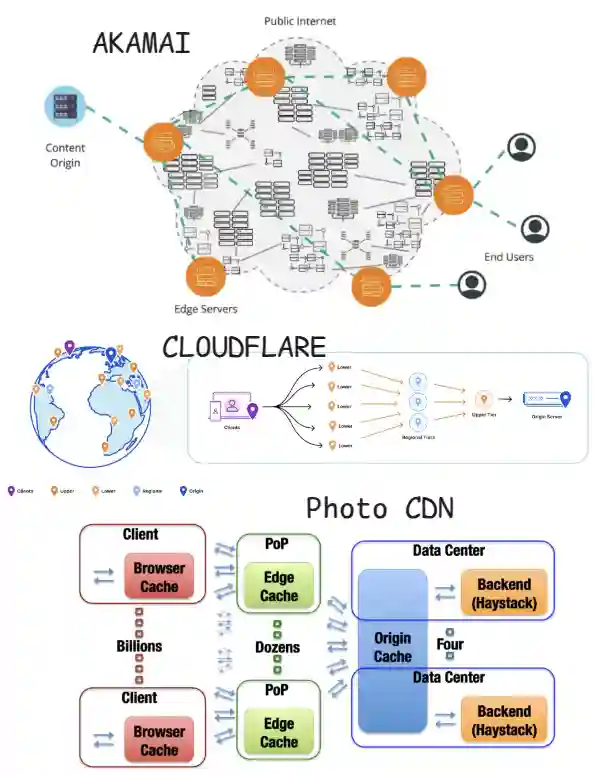 Public Internet
AKAMAI
Content
Origin
End Users
Edge Servers
CLOUDFLARE
Lower
Lower
Lower
Lower
Lower
Clients
Regional Tiers
Upper Tier
Origin Server
Clients
Upper
Lower
Regional
Origin
Photo CDN
Client
Browser
Cache
PoP
Edge
Cache
Data Center
Backend
(Haystack)
Origin
Cache
Billions
Dozens
Four
Client
Browser
Cache
PoP
Edge
Cache
Data Center
Backend
(Haystack)